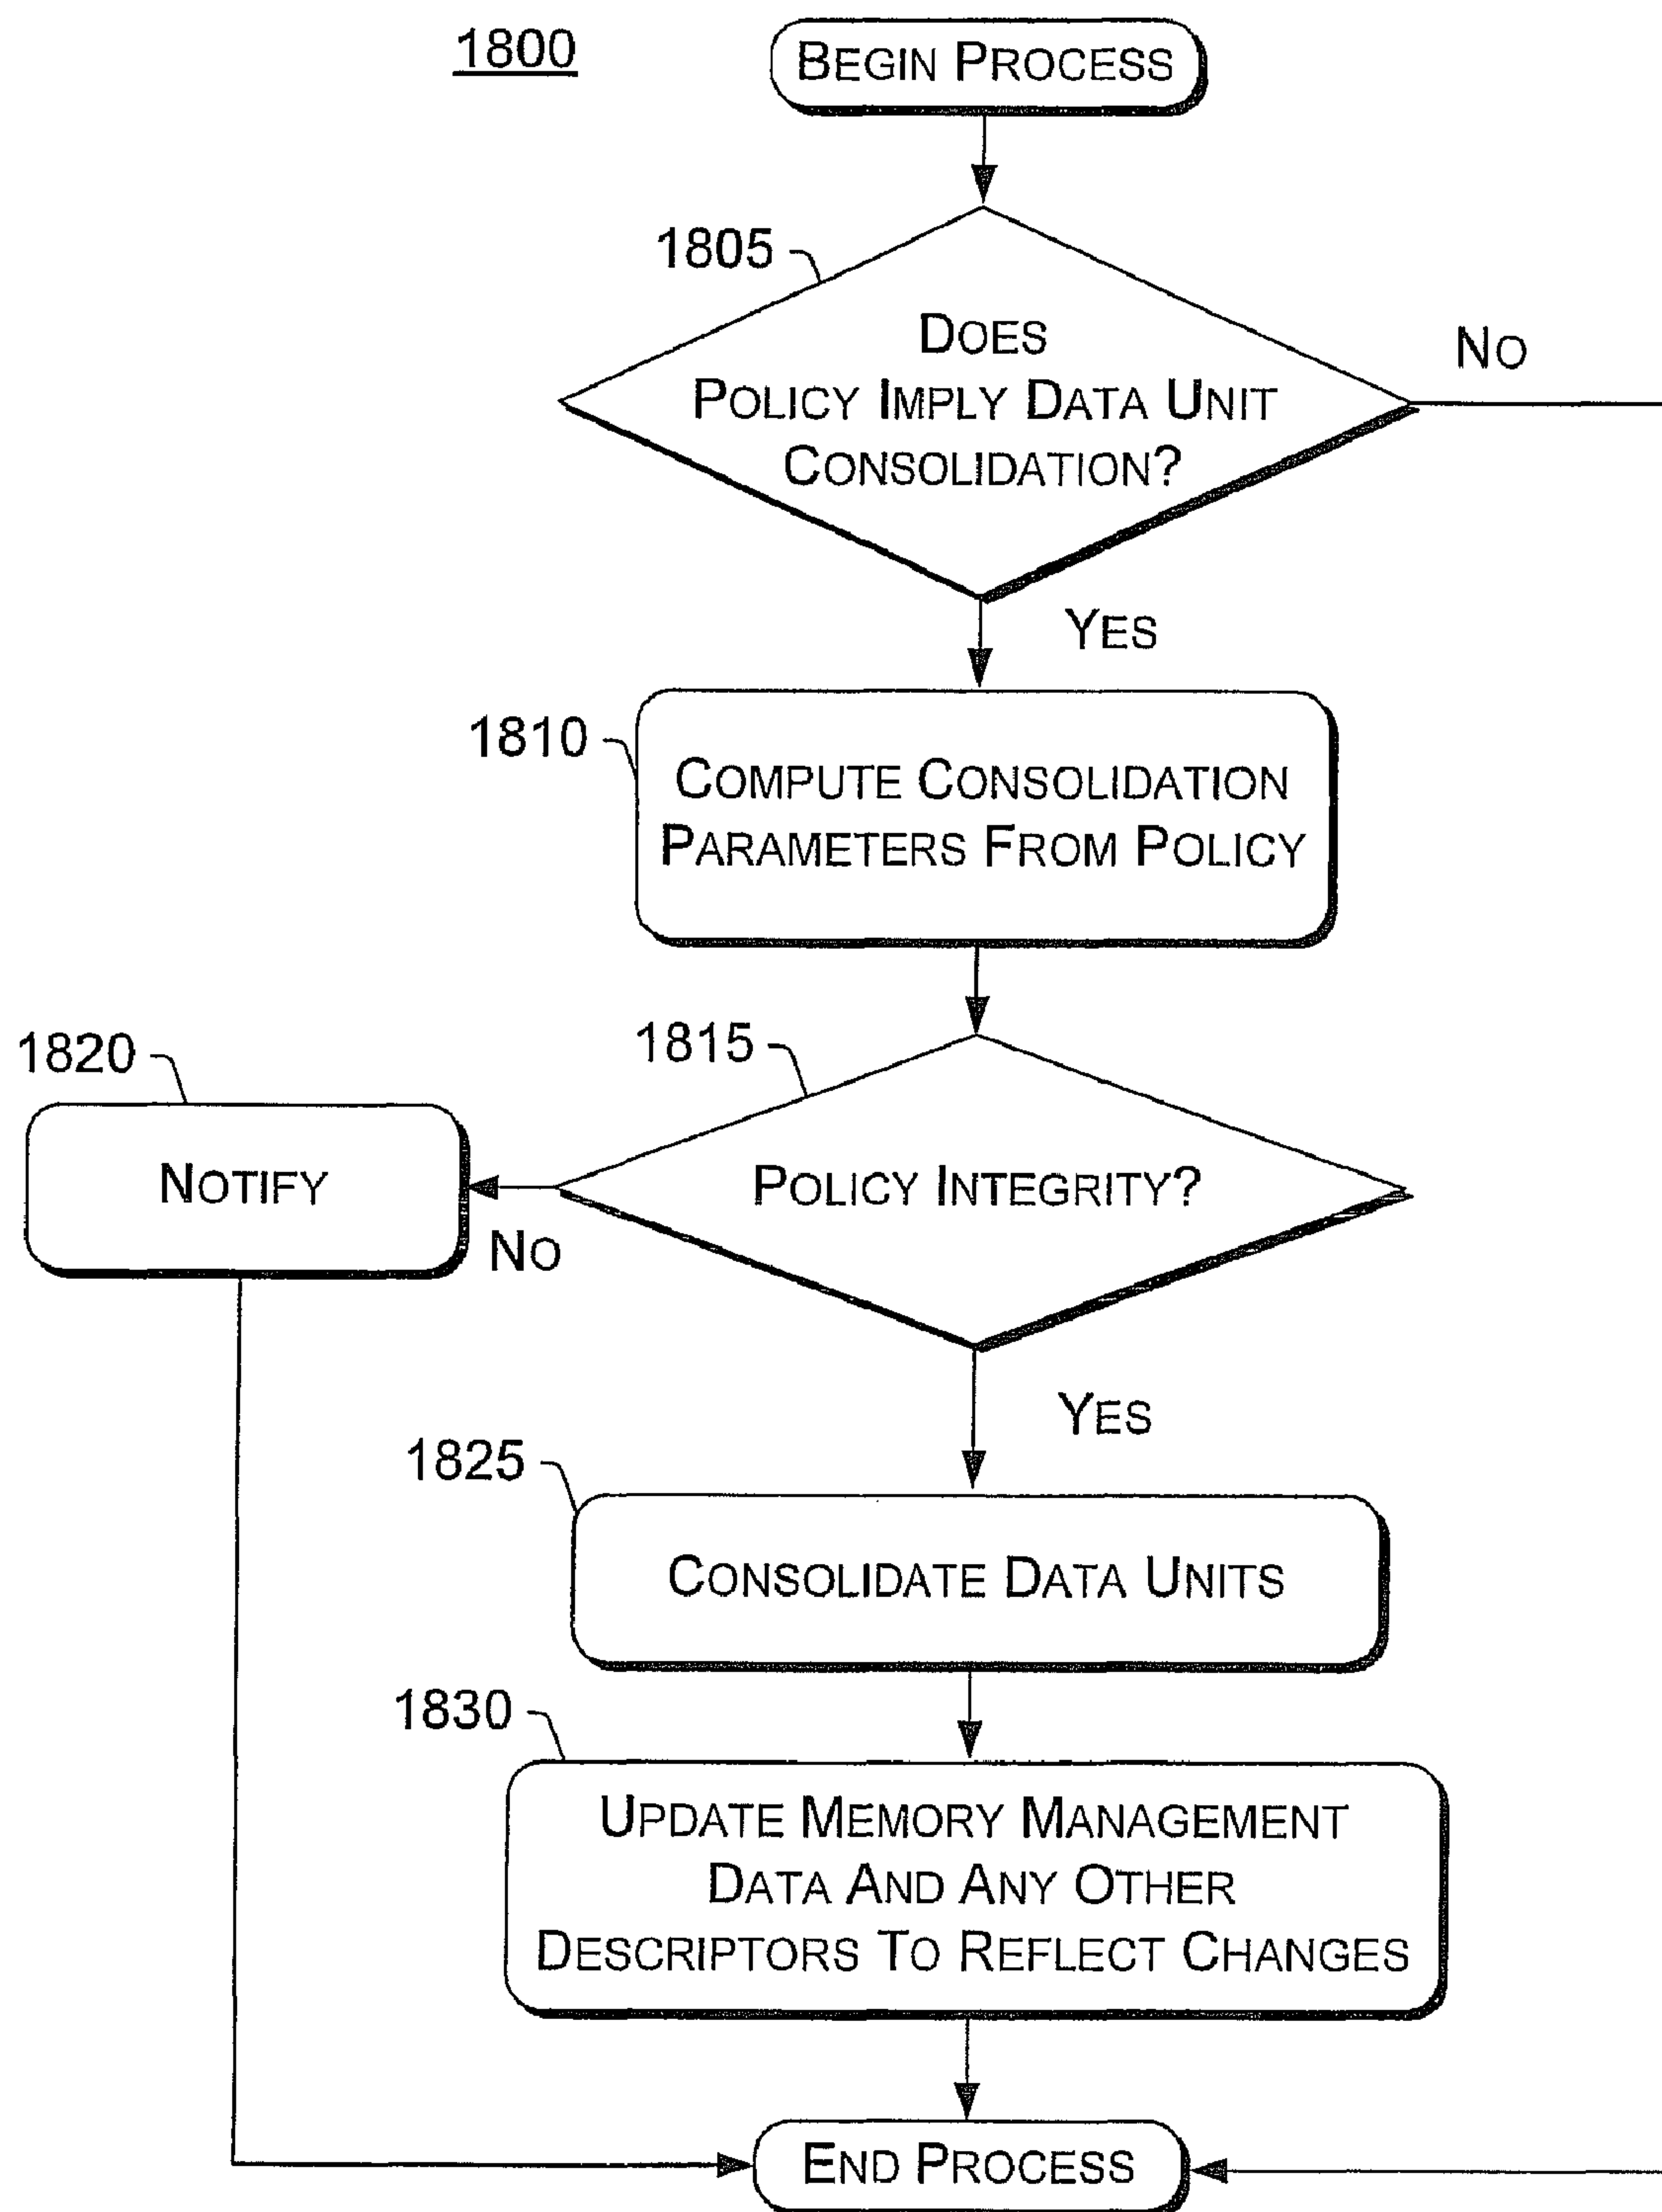 1800
BEGIN PROCESS
1805
DOES
POLICY IMPLY DATA UNIT
CONSOLIDATION?
NO
YES
1810
COMPUTE CONSOLIDATION
PARAMETERS FROM POLICY
1815
1820
POLICY INTEGRITY?
NOTIFY
NO
YES
1825
CONSOLIDATE DATA UNITS
1830
UPDATE MEMORY MANAGEMENT
DATA AND ANY OTHER
DESCRIPTORS TO REFLECT CHANGES
END PROCESS